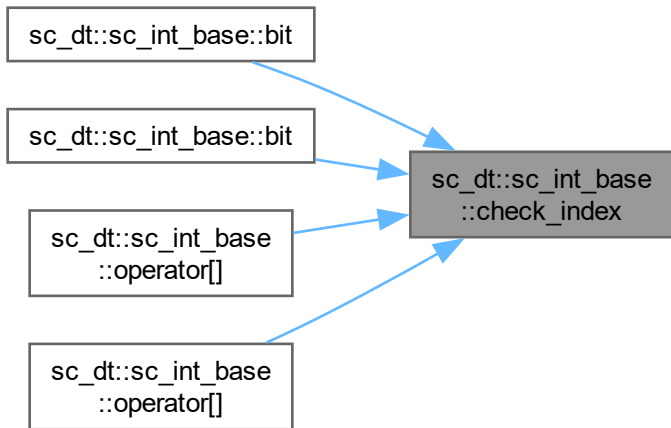 sc_dt::sc_int_base::bit
sc_dt::sc_int_base::bit
sc_dt::sc_int_base
::check_index
sc_dt::sc_int_base
::operator[]
sc_dt::sc_int_base
::operator[]